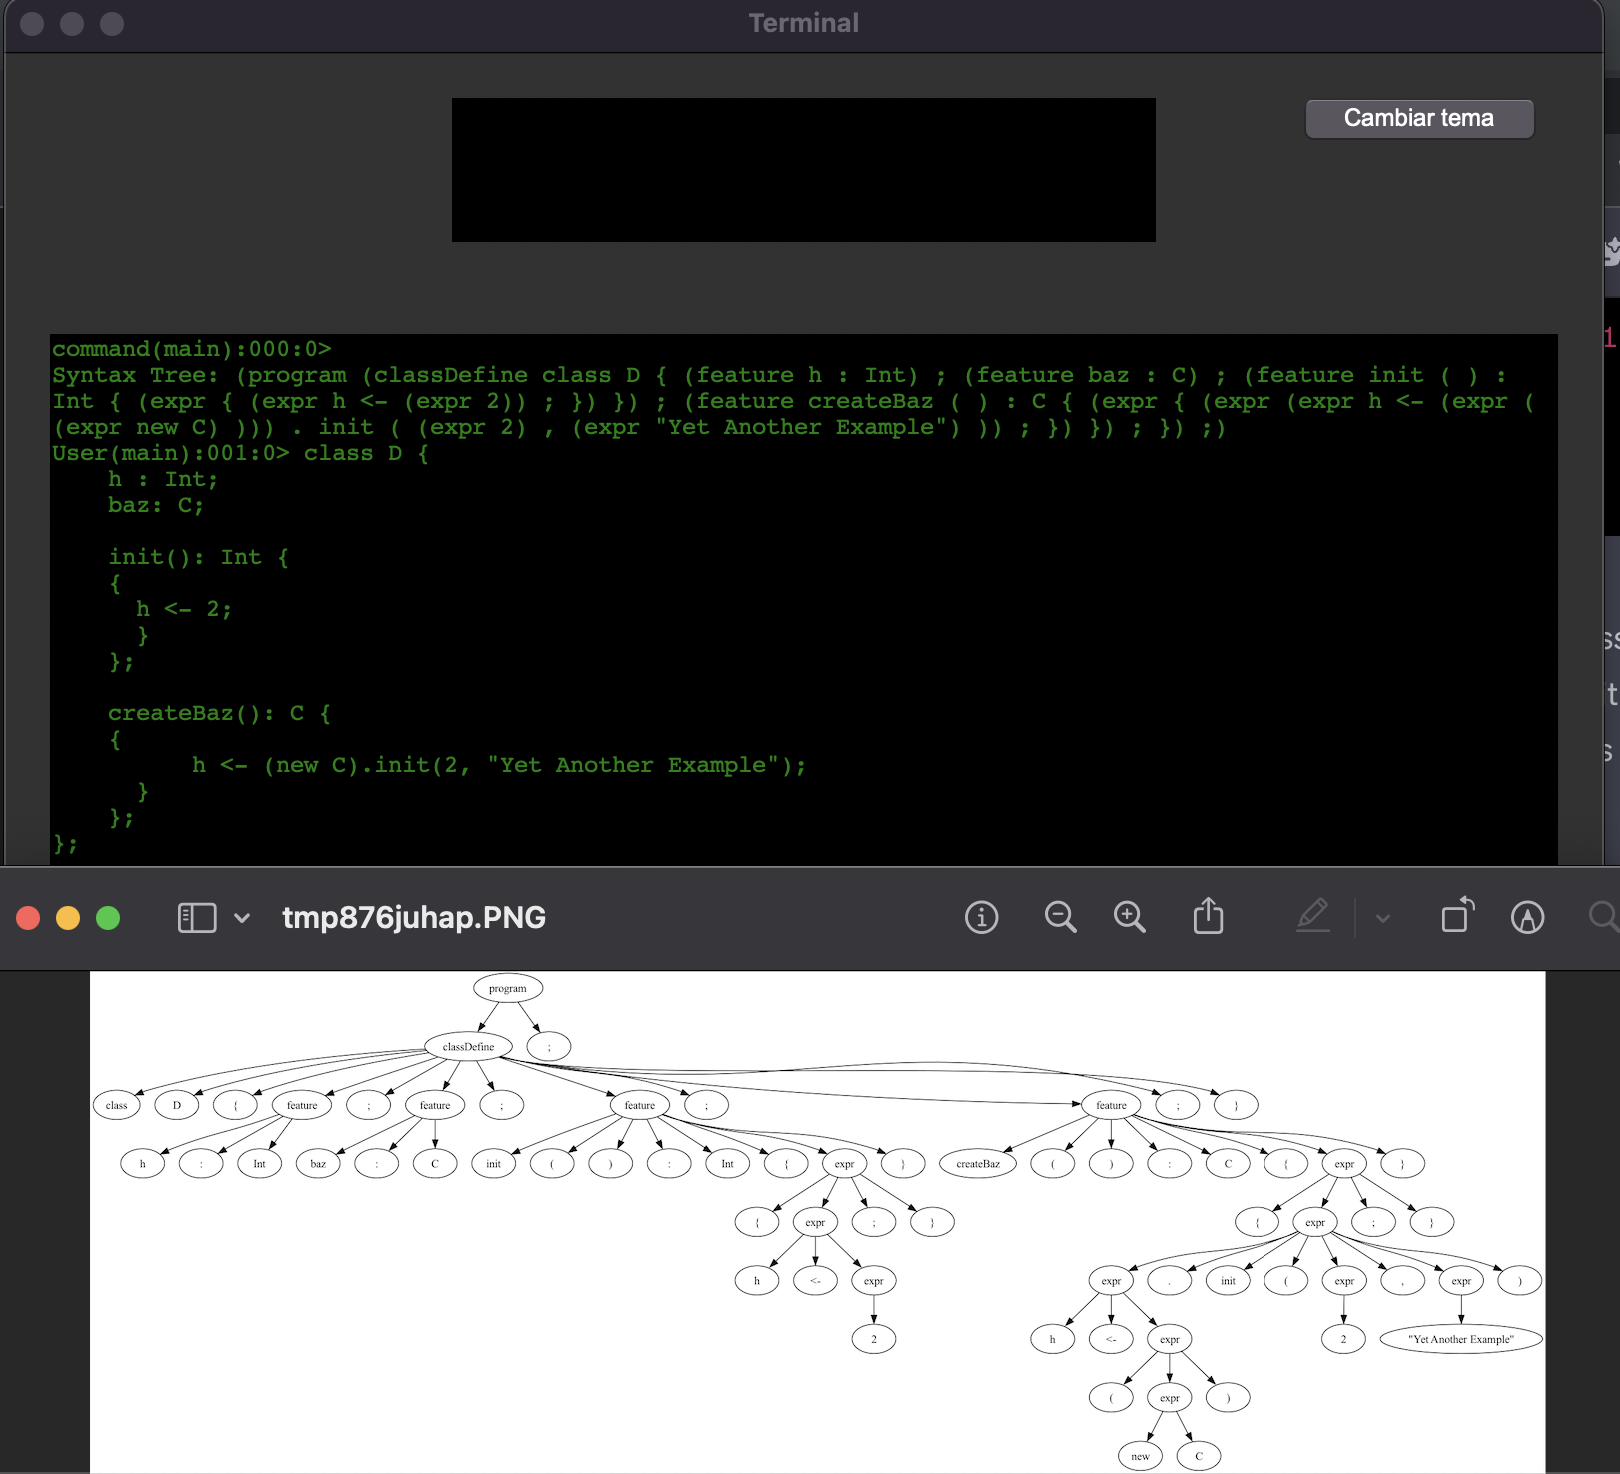 Terminal
Cambiar tema
command(main):000:0>
Syntax Tree: (program (classDefine class D { (feature h : Int) ; (feature baz : C) ; (feature init ( ) :
Int { (expr { (expr h <- (expr 2)) ; }) }) ; (feature createBaz ( ) : C { (expr { (expr (expr h <- (expr (
(expr new C) ))) . init ( (expr 2) , (expr "Yet Another Example") )) ; }) }) ; }) ;)
User(main):001:0> class D {
h : Int;
baz: C;
init(): Int {
{
h <- 2;
}
};
createBaz(): C {
{
h <- (new C).init(2, "Yet Another Example");
}
};
};
tmp876juhap.PNG
program
classDefine ;
class D { feature ; feature ; feature ; feature ; }
h : Int baz : C init ( ) : Int { expr } createBaz ( ) : C { expr }
{ expr ; } { expr ; }
h <- expr expr . init ( expr , expr )
2 h <- expr 2 "Yet Another Example"
( expr )
new C